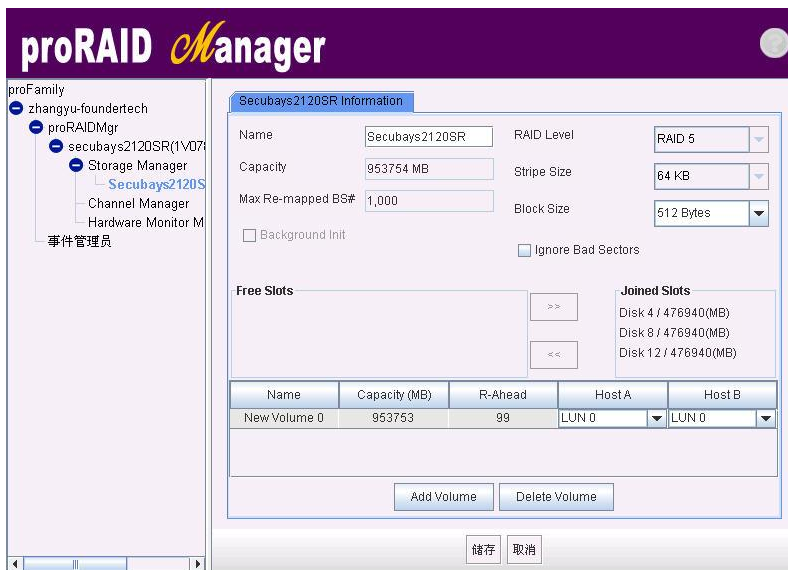 proRAID Manager
?
proFamily
zhangyu-foundertech
proRAIDMgr
secubays2120SR(1V078
Storage Manager
Secubays2120S
Channel Manager
Hardware Monitor M
事件管理员
Secubays2120SR Information
Name
Secubays2120SR
RAID Level
RAID 5
Capacity
953754 MB
Stripe Size
64 KB
Max Re-mapped BS#
1,000
Block Size
512 Bytes
Background Init
Ignore Bad Sectors
Free Slots
>>
<<
Joined Slots
Disk 4 / 476940(MB)
Disk 8 / 476940(MB)
Disk 12 / 476940(MB)
Name Capacity (MB) R-Ahead Host A Host B
New Volume 0 953753 99 LUN 0 LUN 0
Add Volume
Delete Volume
储存
取消